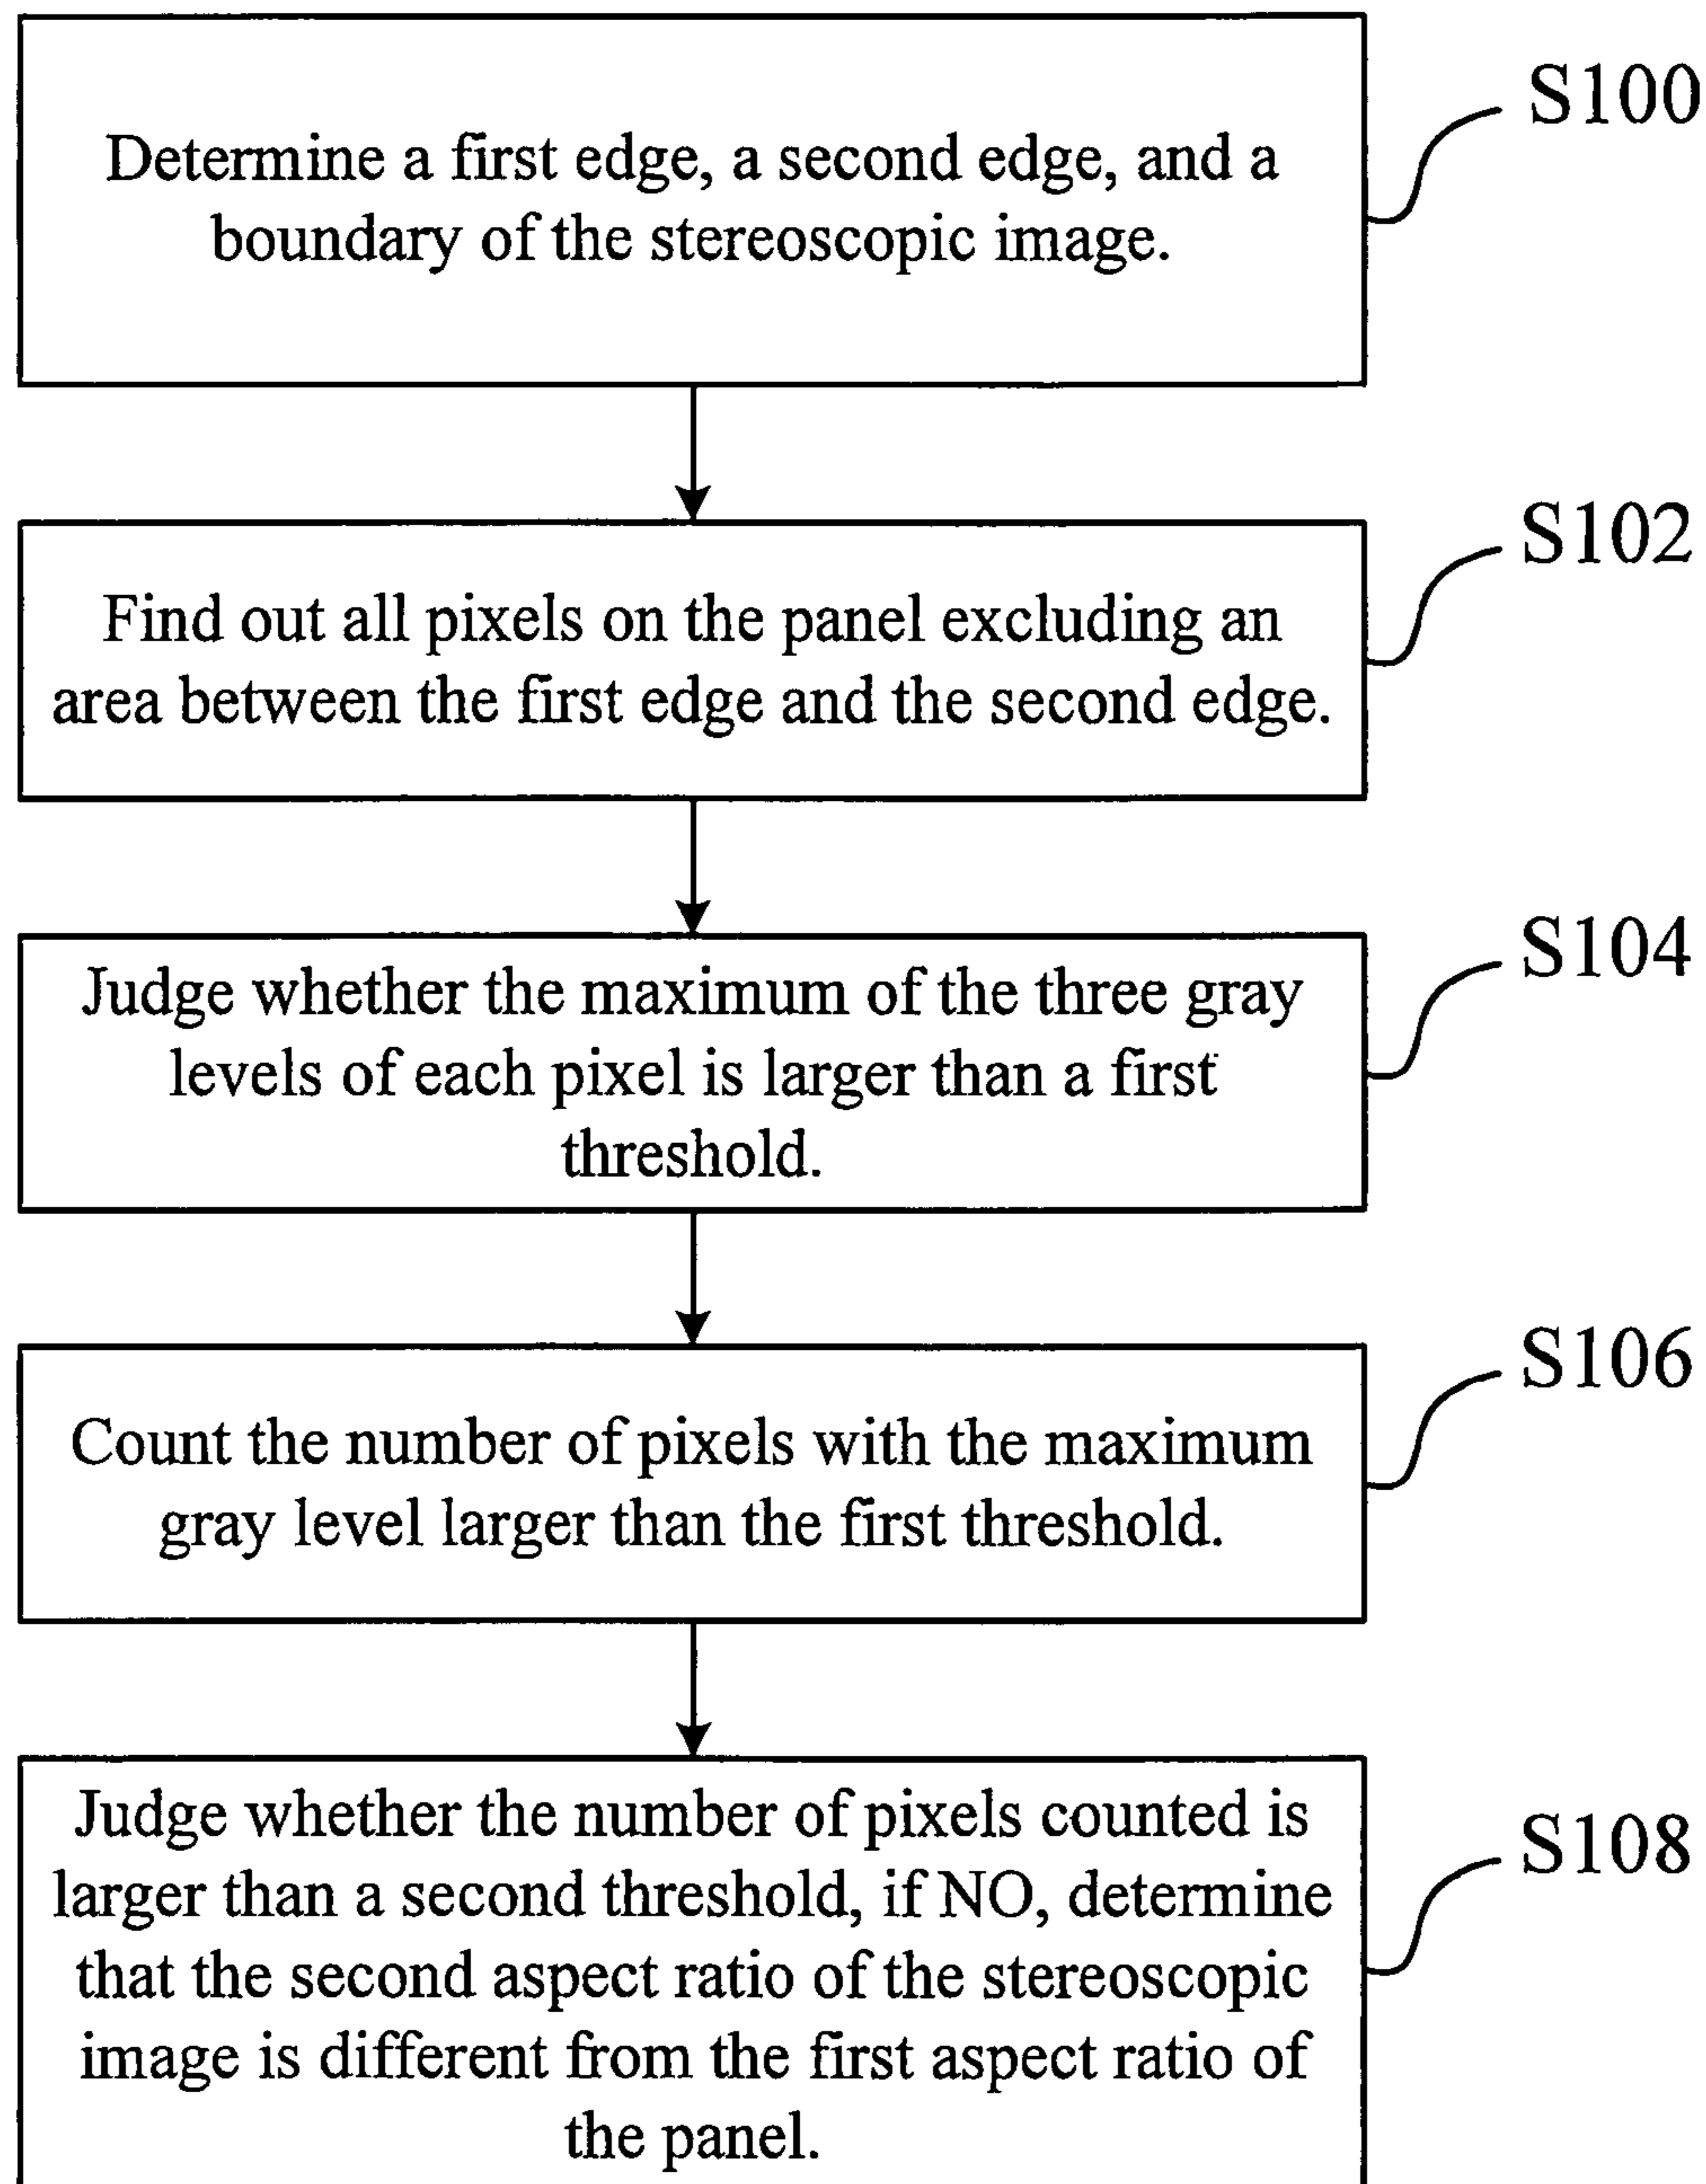 S100
Determine a first edge, a second edge, and a
boundary of the stereoscopic image.
S102
Find out all pixels on the panel excluding an
area between the first edge and the second edge.
S104
Judge whether the maximum of the three gray
levels of each pixel is larger than a first
threshold.
S106
Count the number of pixels with the maximum
gray level larger than the first threshold.
S108
Judge whether the number of pixels counted is
larger than a second threshold, if NO, determine
that the second aspect ratio of the stereoscopic
image is different from the first aspect ratio of
the panel.